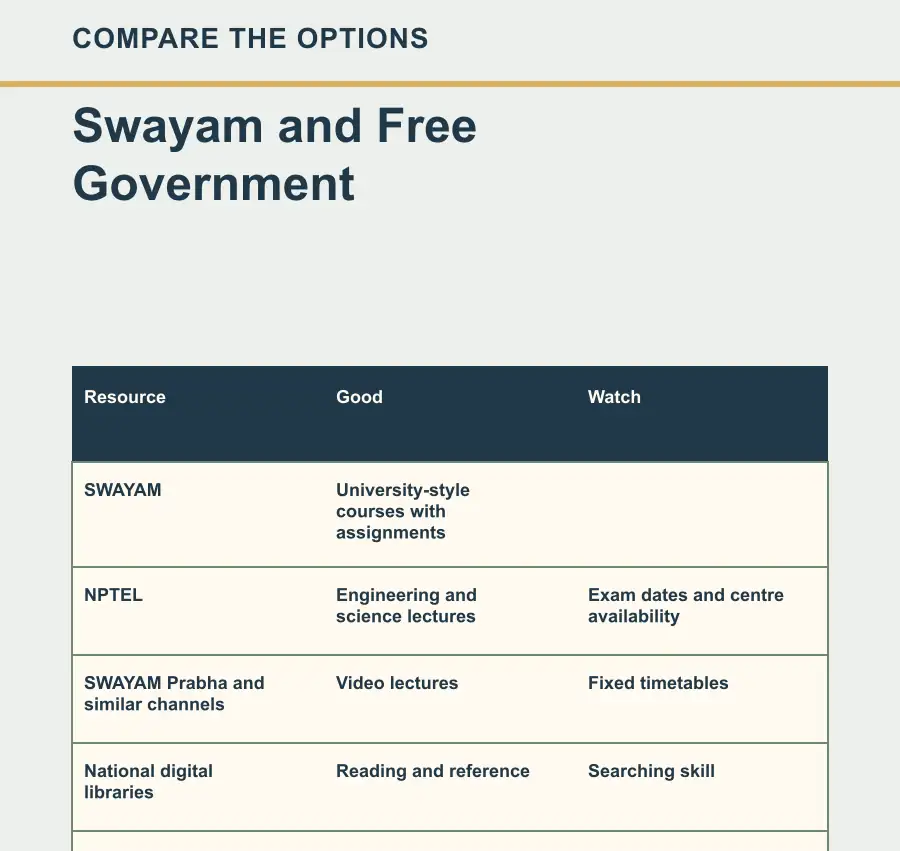 COMPARE THE OPTIONS
Swayam and Free
Government
Resource Good Watch
SWAYAM University-style
courses with
assignments
NPTEL Engineering and Exam dates and centre
science lectures availability
SWAYAM Prabha and Video lectures Fixed timetables
similar channels
National digital Reading and reference Searching skill
libraries